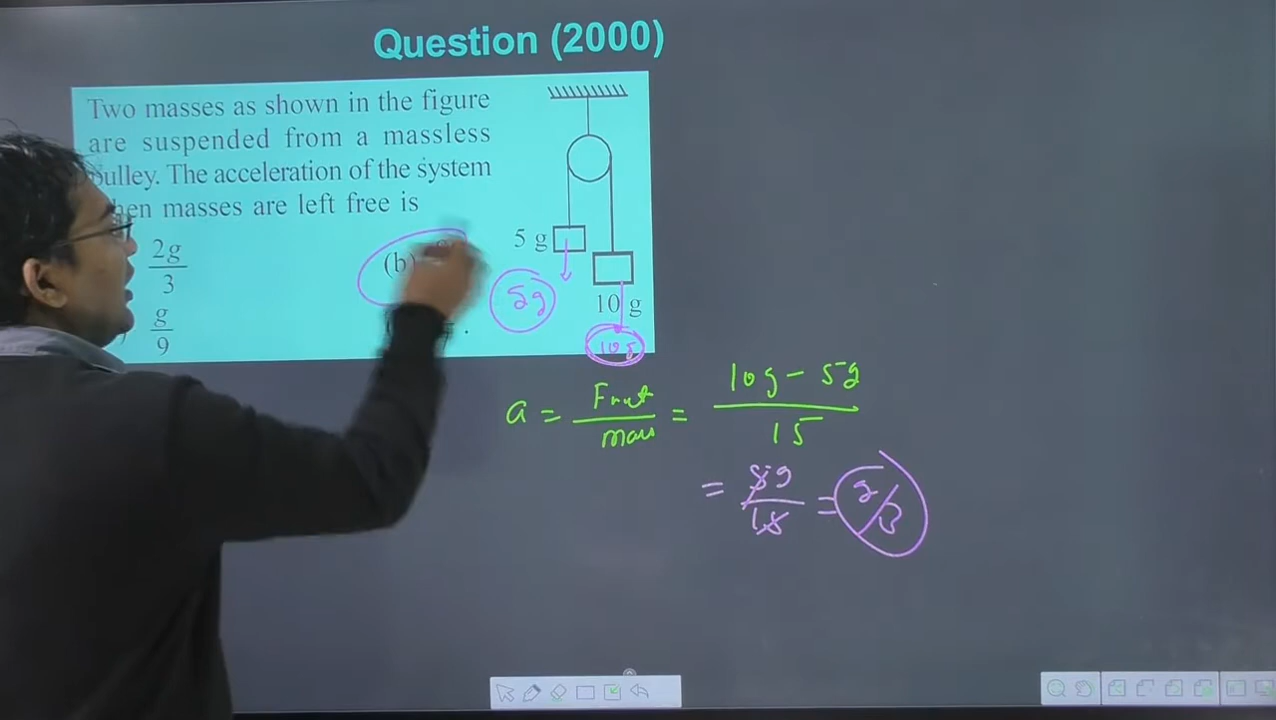 Question (2000)
Two masses as shown in the figure
are suspended from a massless
pulley. The acceleration of the system
masses are left free is
2g
3
(b)
g
9
5 g
10 g
5g
10g
a = Fnet / mass = 10g - 5g / 15
= 5g / 15 = g/3